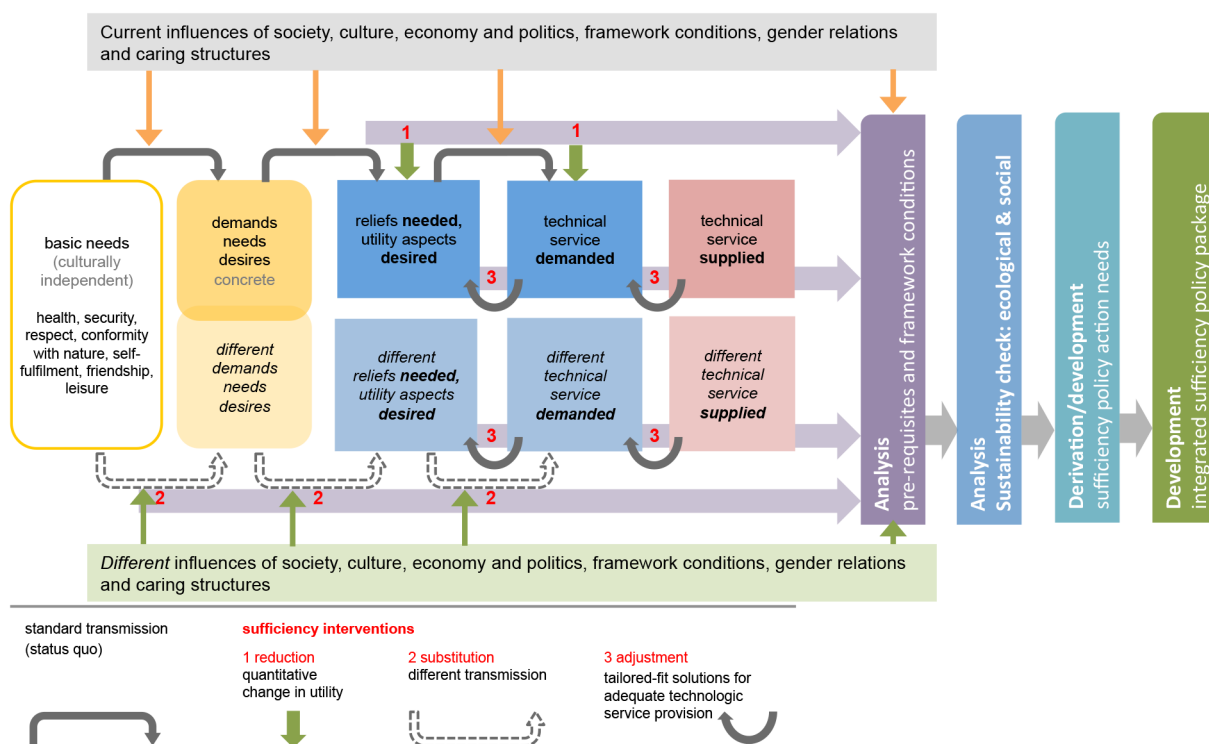 Current influences of society, culture, economy and politics, framework conditions, gender relations
and caring structures
1
1
basic needs
(culturally
independent)
health, security,
respect, conformity
with nature, self-
fulfilment, friendship,
leisure
demands
needs
desires
concrete
different
demands
needs
desires
reliefs needed,
utility aspects
desired
technical
service
demanded
technical
service
supplied
3
3
different
reliefs needed,
utility aspects
desired
different
technical
service
demanded
different
technical
service
supplied
3
3
2
2
2
Analysis
pre-requisites and framework conditions
Analysis
Sustainability check: ecological & social
Derivation/development
sufficiency policy action needs
Development
integrated sufficiency policy package
Different influences of society, culture, economy and politics, framework conditions, gender relations
and caring structures
standard transmission
(status quo)
sufficiency interventions
1 reduction
quantitative
change in utility
2 substitution
different transmission
3 adjustment
tailored-fit solutions for
adequate technologic
service provision